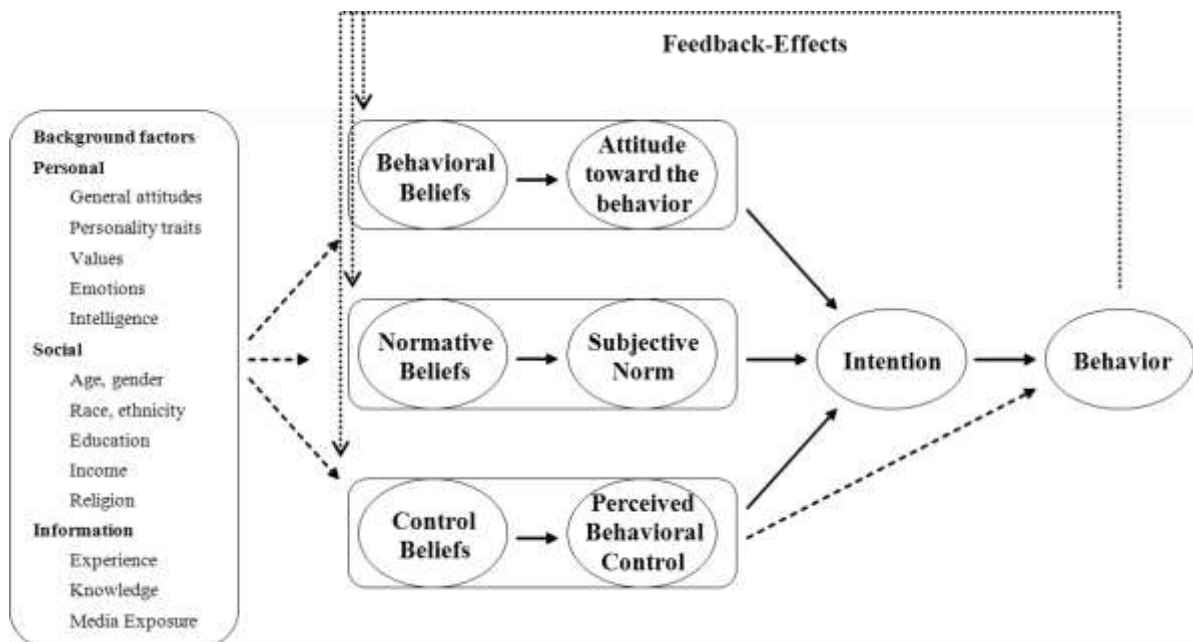 Feedback-Effects
Background factors
Personal
General attitudes
Personality traits
Values
Emotions
Intelligence
Social
Age, gender
Race, ethnicity
Education
Income
Religion
Information
Experience
Knowledge
Media Exposure
Behavioral
Beliefs
Attitude
toward the
behavior
Normative
Beliefs
Subjective
Norm
Control
Beliefs
Perceived
Behavioral
Control
Intention
Behavior